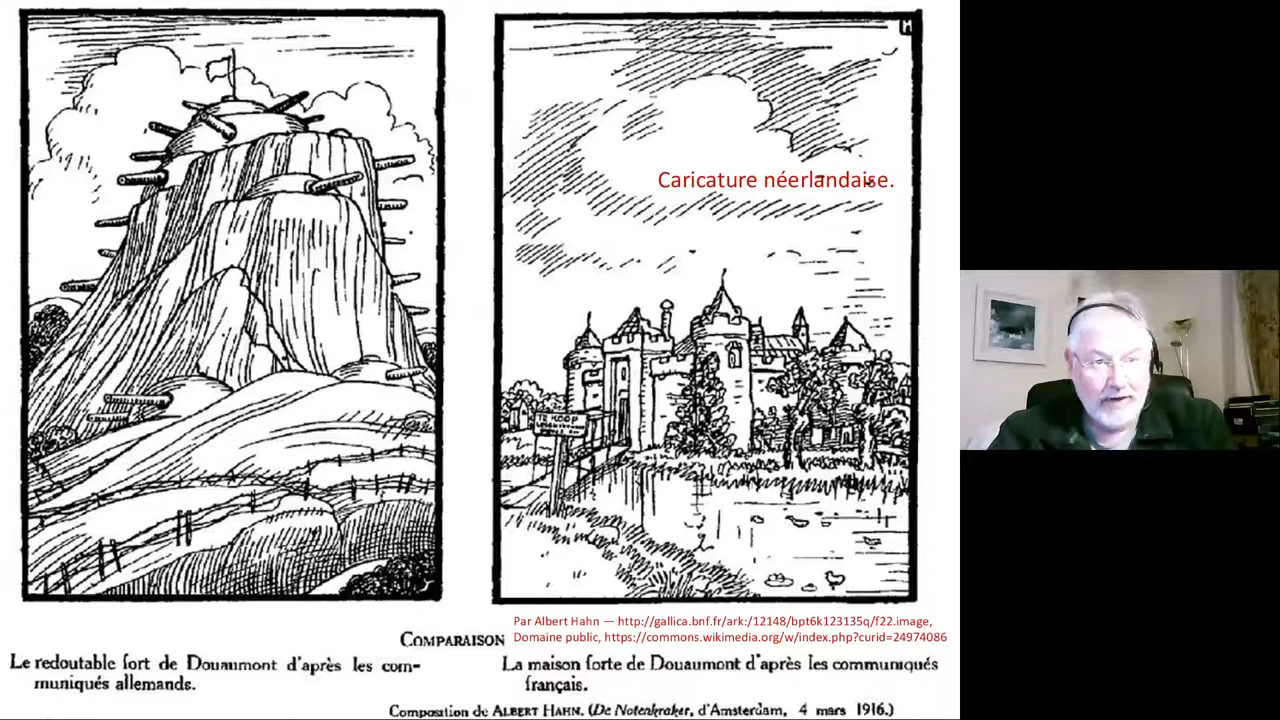 H
Caricature néerlandaise.
TE KOOP
Par Albert Hahn — http://gallica.bnf.fr/ark:/12148/bpt6k123135q/f22.image,
COMPARAISON
Domaine public, https://commons.wikimedia.org/w/index.php?curid=24974086
Le redoutable fort de Douaumont d'après les com-
muniqués allemands.
La maison forte de Douaumont d'après les communiqués
français.
Composition de ALBERT HAHN. (De Notenkraker, d'Amsterdam, 4 mars 1916.)